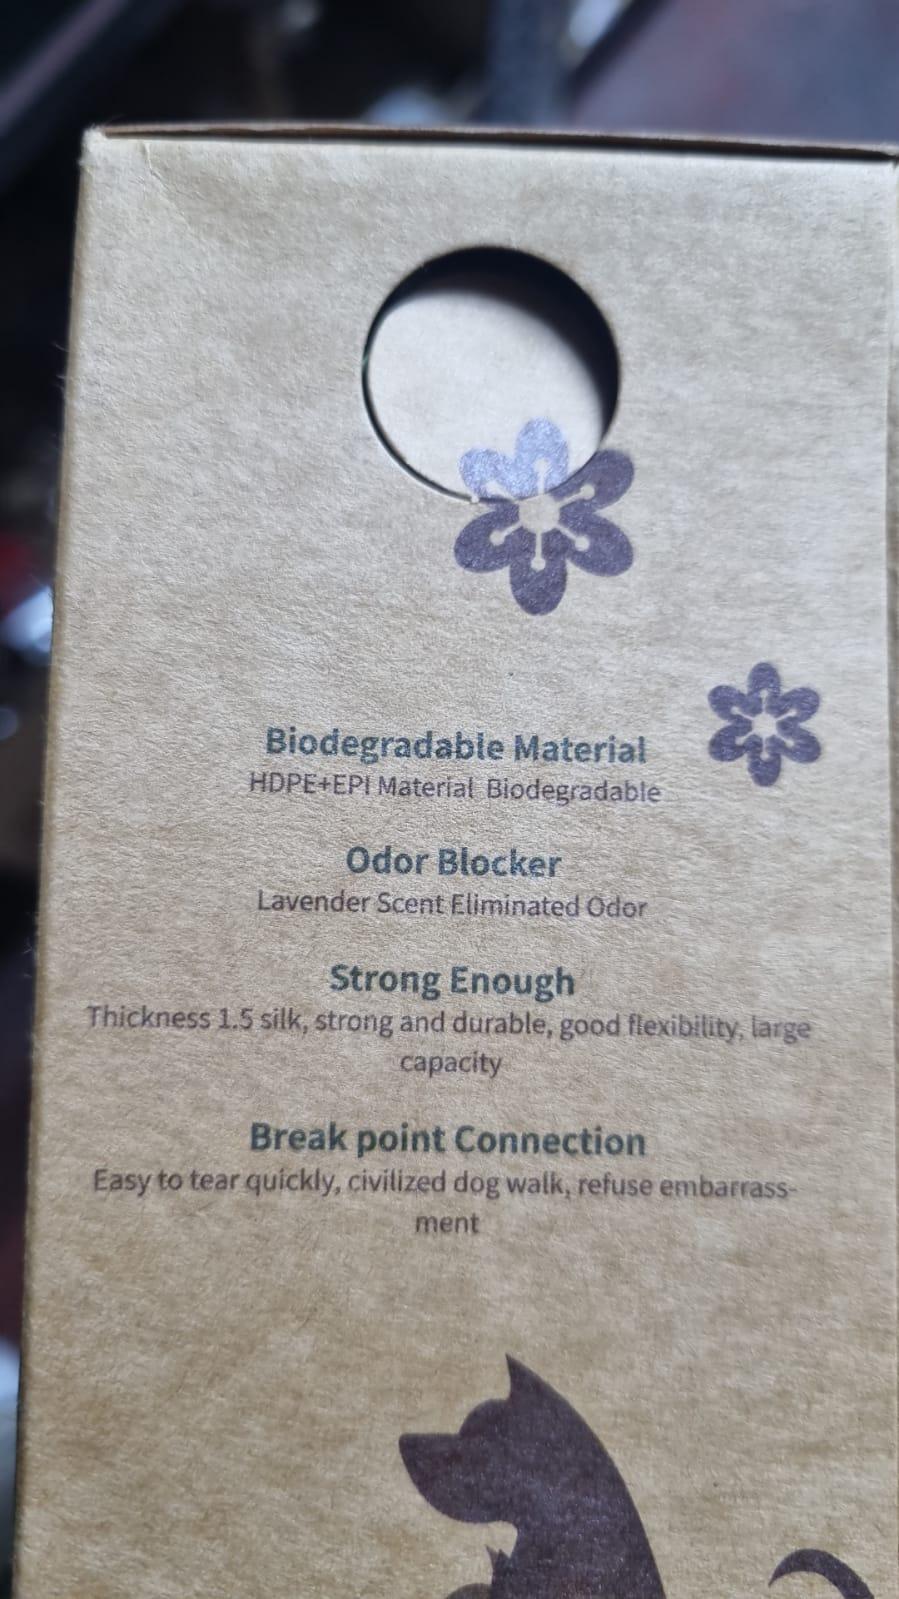 Biodegradable Material
HDPE+EPI Material Biodegradable
Odor Blocker
Lavender Scent Eliminated Odor
Strong Enough
Thickness 1.5 silk, strong and durable, good flexibility, large
capacity
Break point Connection
Easy to tear quickly, civilized dog walk, refuse embarrass-
ment